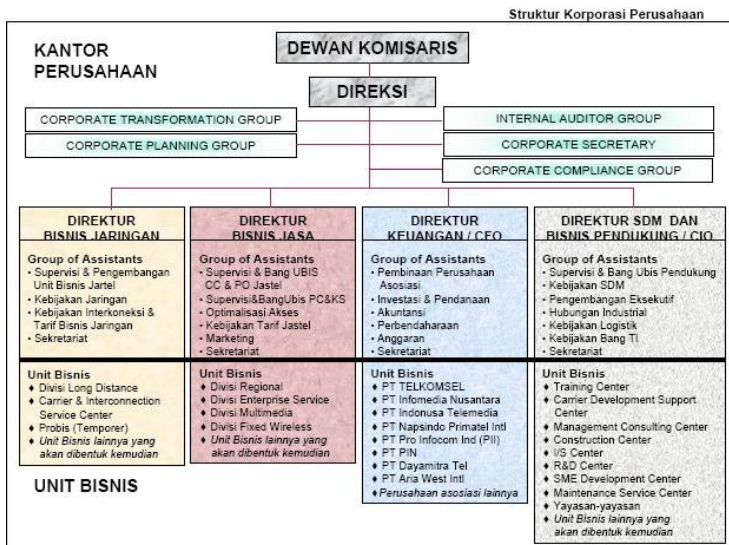 Struktur Korporasi Perusahaan
KANTOR
PERUSAHAAN
DEWAN KOMISARIS
DIREKSI
CORPORATE TRANSFORMATION GROUP
INTERNAL AUDITOR GROUP
CORPORATE PLANNING GROUP
CORPORATE SECRETARY
CORPORATE COMPLIANCE GROUP
DIREKTUR
BISNIS JARINGAN
Group of Assistants
• Supervisi & Pengembangan
Unit Bisnis Jartel
• Kebijakan Jaringan
• Kebijakan Interkoneksi &
Tarif Bisnis Jaringan
• Sekretariat
Unit Bisnis
♦ Divisi Long Distance
♦ Carrier & Interconnection
Service Center
♦ Probis (Temporer)
♦ Unit Bisnis lainnya yang
akan dibentuk kemudian
DIREKTUR
BISNIS JASA
Group of Assistants
• Supervisi & Bang UBIS
CC & PO Jastel
• Supervisi&BangUbis PC&KS
• Optimalisasi Akses
• Kebijakan Tarif Jastel
• Marketing
• Sekretariat
Unit Bisnis
♦ Divisi Regional
♦ Divisi Enterprise Service
♦ Divisi Multimedia
♦ Divisi Fixed Wireless
♦ Unit Bisnis lainnya yang
akan dibentuk kemudian
DIREKTUR
KEUANGAN / CFO
Group of Assistants
• Pembinaan Perusahaan
Asosiasi
• Investasi & Pendanaan
• Akuntansi
• Perbendaharaan
• Anggaran
• Sekretariat
Unit Bisnis
♦ PT TELKOMSEL
♦ PT Infomedia Nusantara
♦ PT Indonusa Telemedia
♦ PT Napsindo Primatel Intl
♦ PT Pro Infocom Ind (PII)
♦ PT PIN
♦ PT Dayamitra Tel
♦ PT Aria West Intl
♦ Perusahaan asosiasi lainnya
DIREKTUR SDM DAN
BISNIS PENDUKUNG / CIO
Group of Assistants
• Supervisi & Bang Ubis Pendukung
• Kebijakan SDM
• Pengembangan Eksekutif
• Hubungan Industrial
• Kebijakan Logistik
• Kebijakan Bang TI
• Sekretariat
Unit Bisnis
♦ Training Center
♦ Carrier Development Support
Center
♦ Management Consulting Center
♦ Construction Center
♦ I/S Center
♦ R&D Center
♦ SME Development Center
♦ Maintenance Service Center
♦ Yayasan-yayasan
♦ Unit Bisnis lainnya yang
akan dibentuk kemudian
UNIT BISNIS